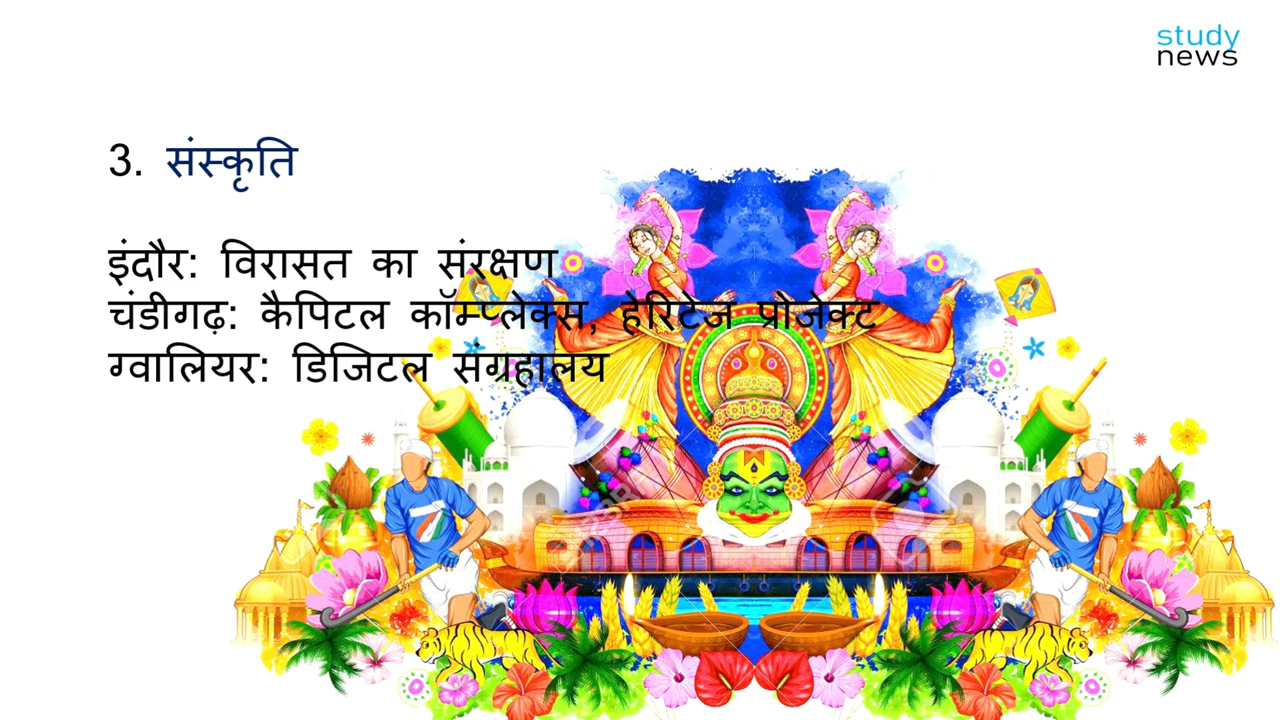 study
news
3. संस्कृति
इंदौर: विरासत का संरक्षण
चंडीगढ़: कैपिटल कॉम्प्लेक्स, हेरिटेज प्रोजेक्ट
ग्वालियर: डिजिटल संग्रहालय